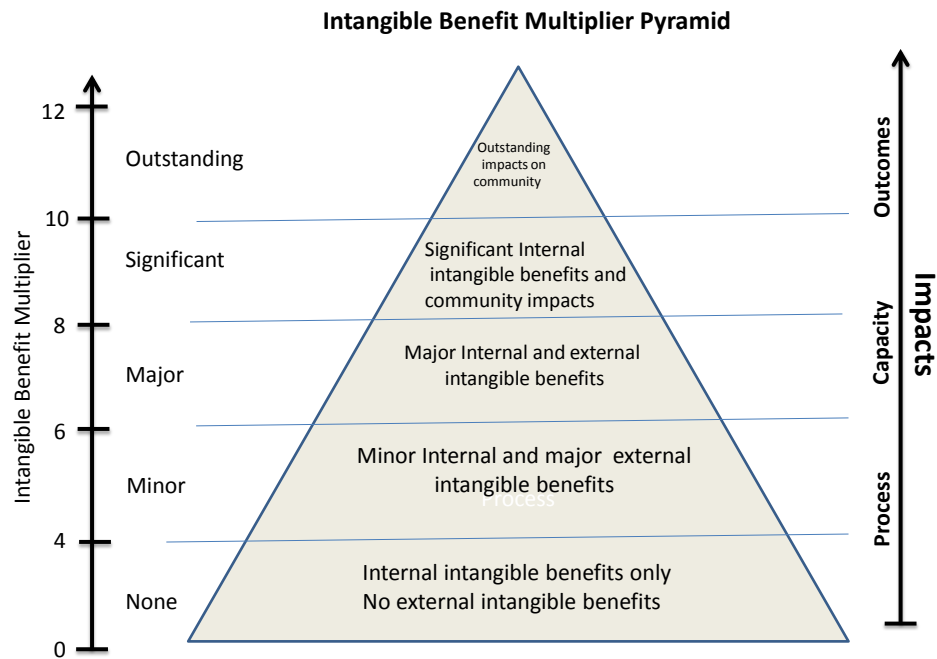 Intangible Benefit Multiplier Pyramid
12
Outstanding
Outstanding
impacts on
community
Outcomes
10
Significant
Significant Internal
intangible benefits and
community impacts
8
Major
Major Internal and external
intangible benefits
Capacity
6
Minor
Minor Internal and major external
intangible benefits
Process
Process
4
None
Internal intangible benefits only
No external intangible benefits
0
Intangible Benefit Multiplier
Impacts